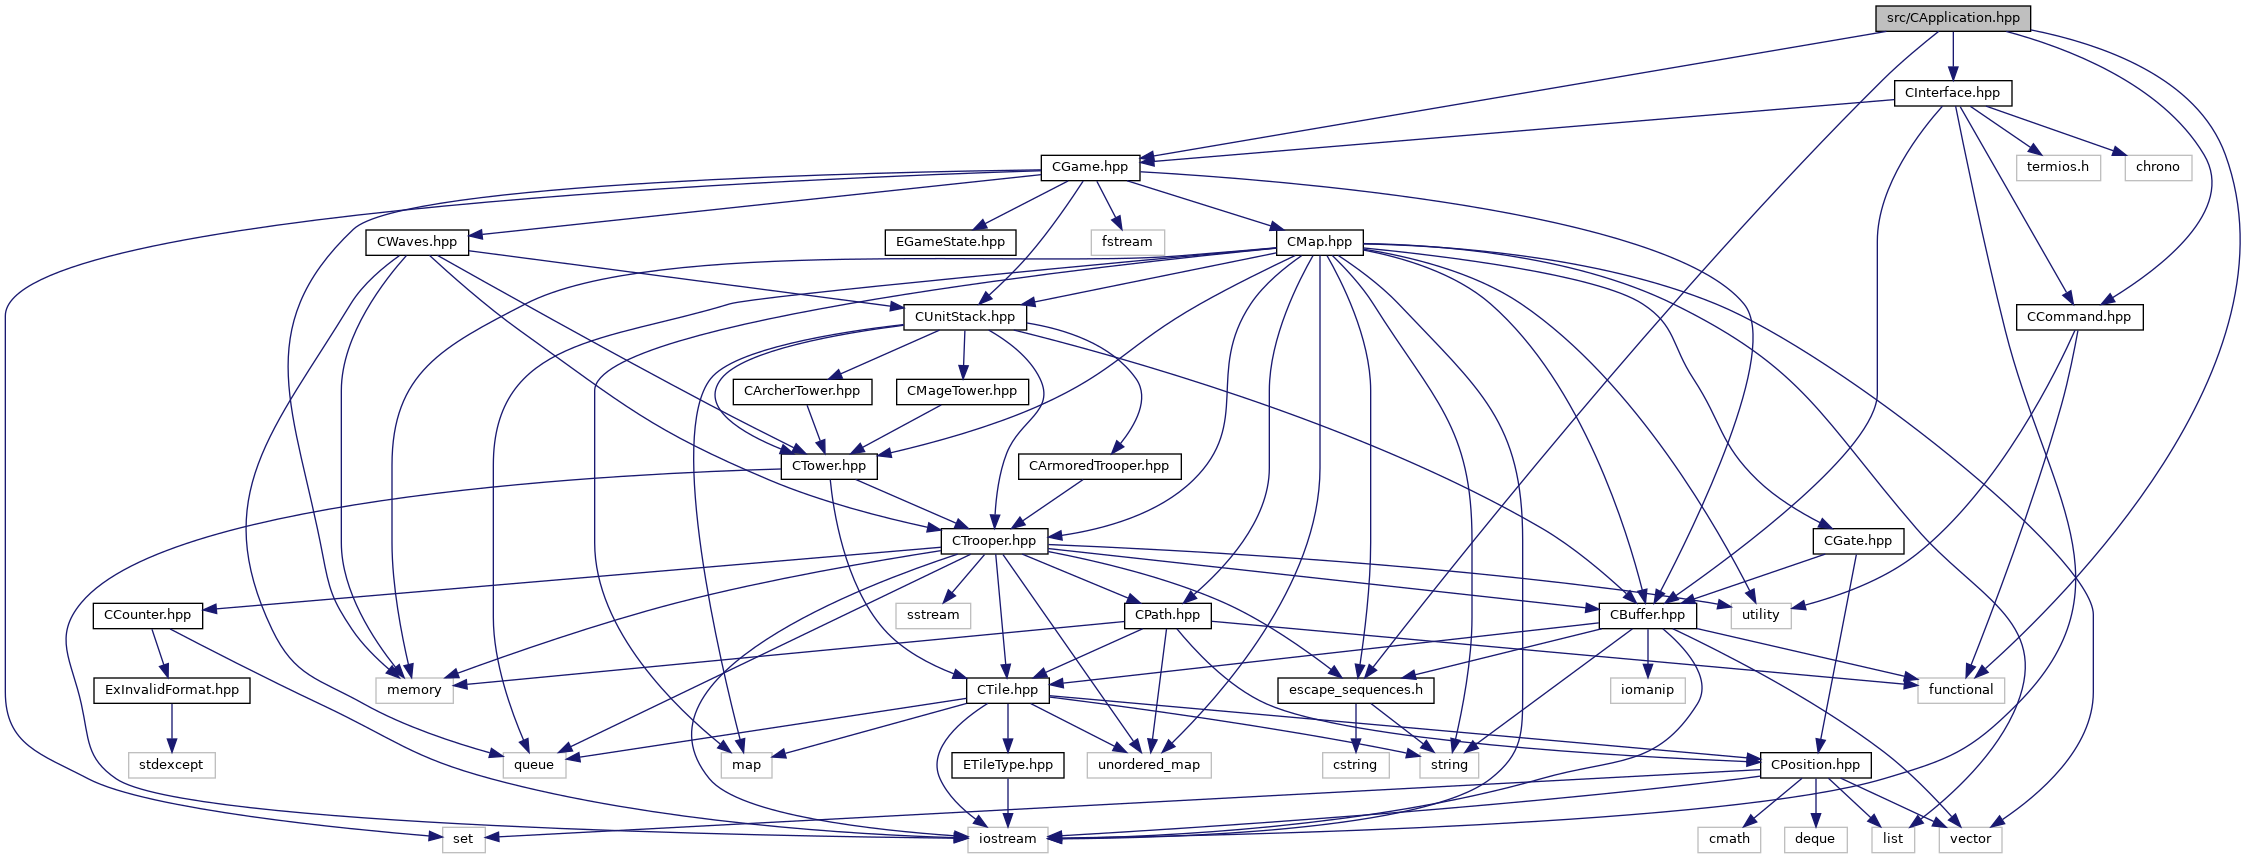 src/CApplication.hpp
CInterface.hpp
CGame.hpp
termios.h
chrono
CWaves.hpp
EGameState.hpp
fstream
CMap.hpp
CUnitStack.hpp
CCommand.hpp
CArcherTower.hpp
CMageTower.hpp
CTower.hpp
CArmoredTrooper.hpp
CTrooper.hpp
CGate.hpp
CCounter.hpp
sstream
CPath.hpp
CBuffer.hpp
utility
ExInvalidFormat.hpp
memory
CTile.hpp
escape_sequences.h
iomanip
functional
stdexcept
queue
map
ETileType.hpp
unordered_map
cstring
string
CPosition.hpp
set
iostream
cmath
deque
list
vector